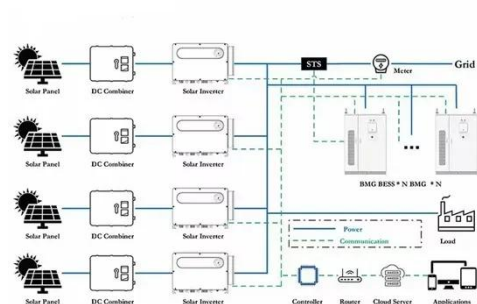 STS
Meter
Grid
Solar Panel
DC Combiner
Solar Inverter
Solar Panel
DC Combiner
Solar Inverter
BMG BESS * N BMG * N
Solar Panel
DC Combiner
Solar Inverter
Power
Communication
Load
Solar Panel
DC Combiner
Solar Inverter
Controller
Router
Cloud Server
Applications